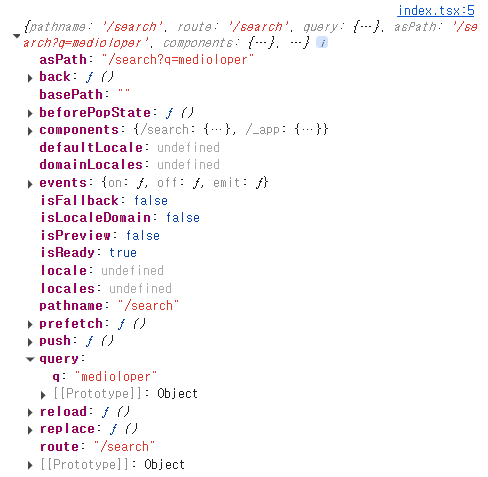 index.tsx:5
{pathname: '/search', route: '/search', query: {…}, asPath: '/se
arch?q=medioloper', components: {…}, …} i
asPath: "/search?q=medioloper"
back: ƒ ()
basePath: ""
beforePopState: ƒ ()
components: {/search: {…}, /_app: {…}}
defaultLocale: undefined
domainLocales: undefined
events: {on: ƒ, off: ƒ, emit: ƒ}
isFallback: false
isLocaleDomain: false
isPreview: false
isReady: true
locale: undefined
locales: undefined
pathname: "/search"
prefetch: ƒ ()
push: ƒ ()
query:
q: "medioloper"
[[Prototype]]: Object
reload: ƒ ()
replace: ƒ ()
route: "/search"
[[Prototype]]: Object